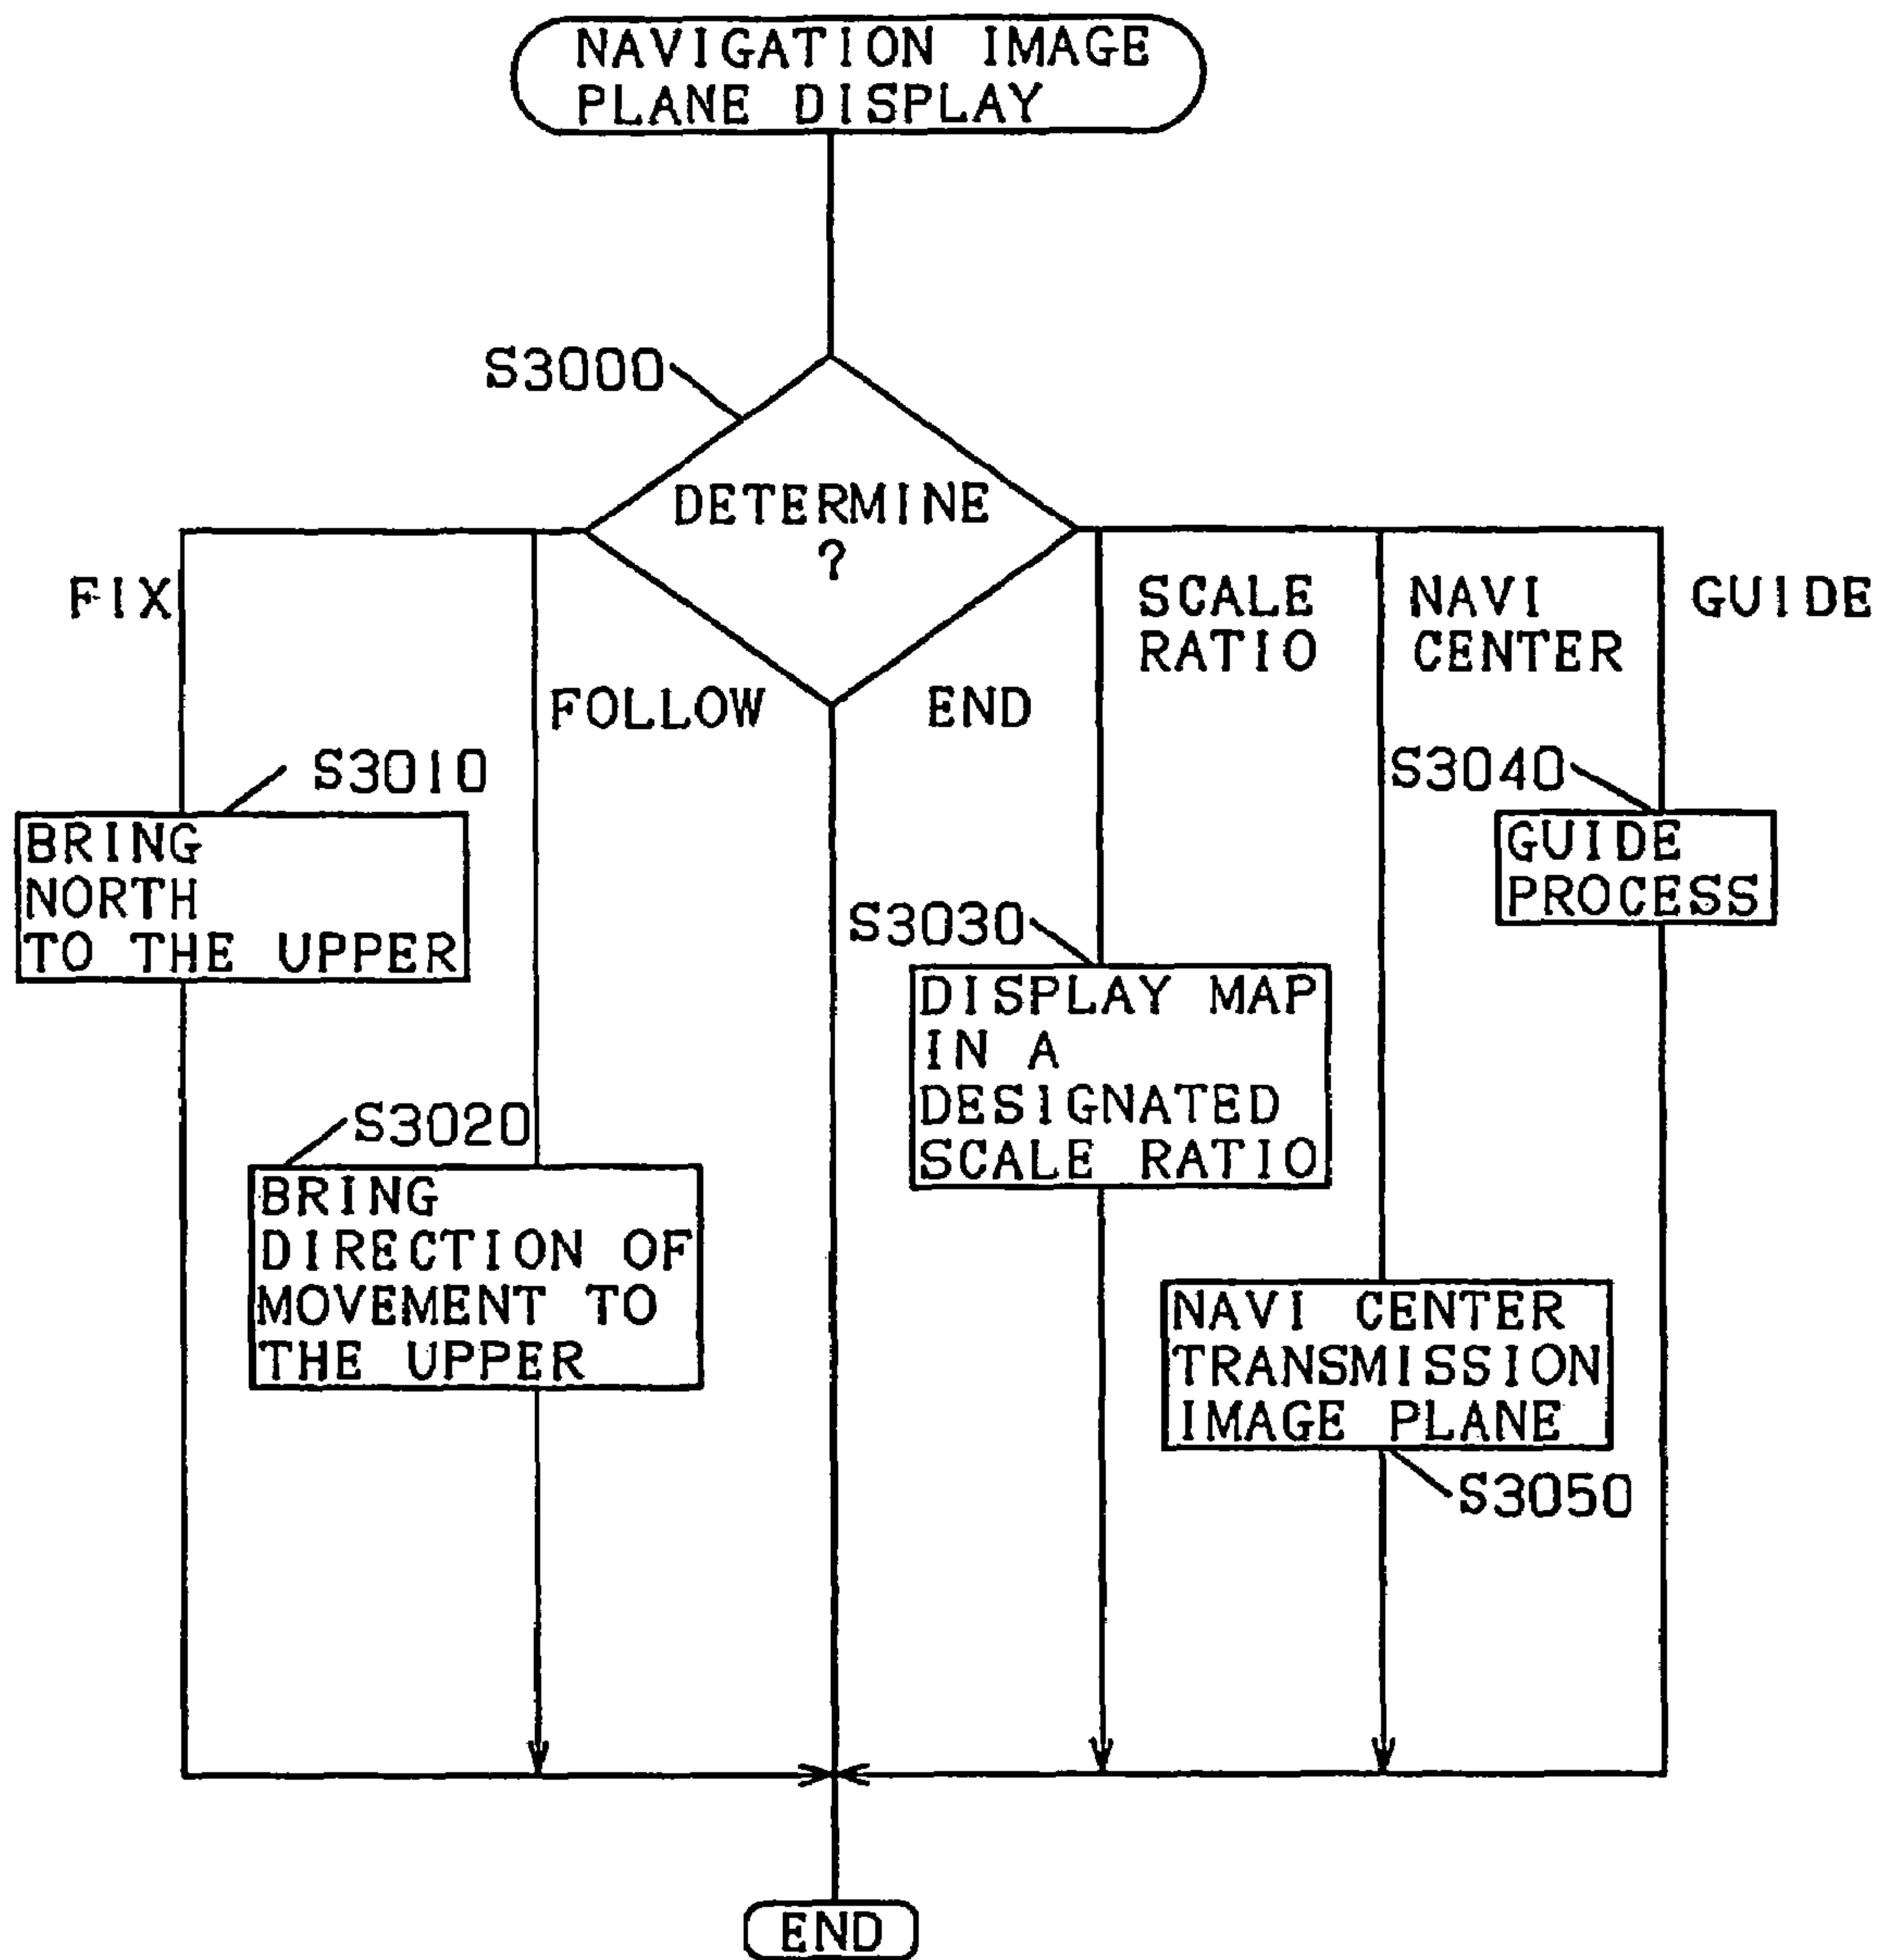 NAVIGATION IMAGE
PLANE DISPLAY
S3000
DETERMINE
?
FIX
FOLLOW
END
SCALE
RATIO
NAVI
CENTER
GUIDE
S3010
BRING
NORTH
TO THE UPPER
S3020
BRING
DIRECTION OF
MOVEMENT TO
THE UPPER
S3030
DISPLAY MAP
IN A
DESIGNATED
SCALE RATIO
S3040
GUIDE
PROCESS
NAVI CENTER
TRANSMISSION
IMAGE PLANE
S3050
END